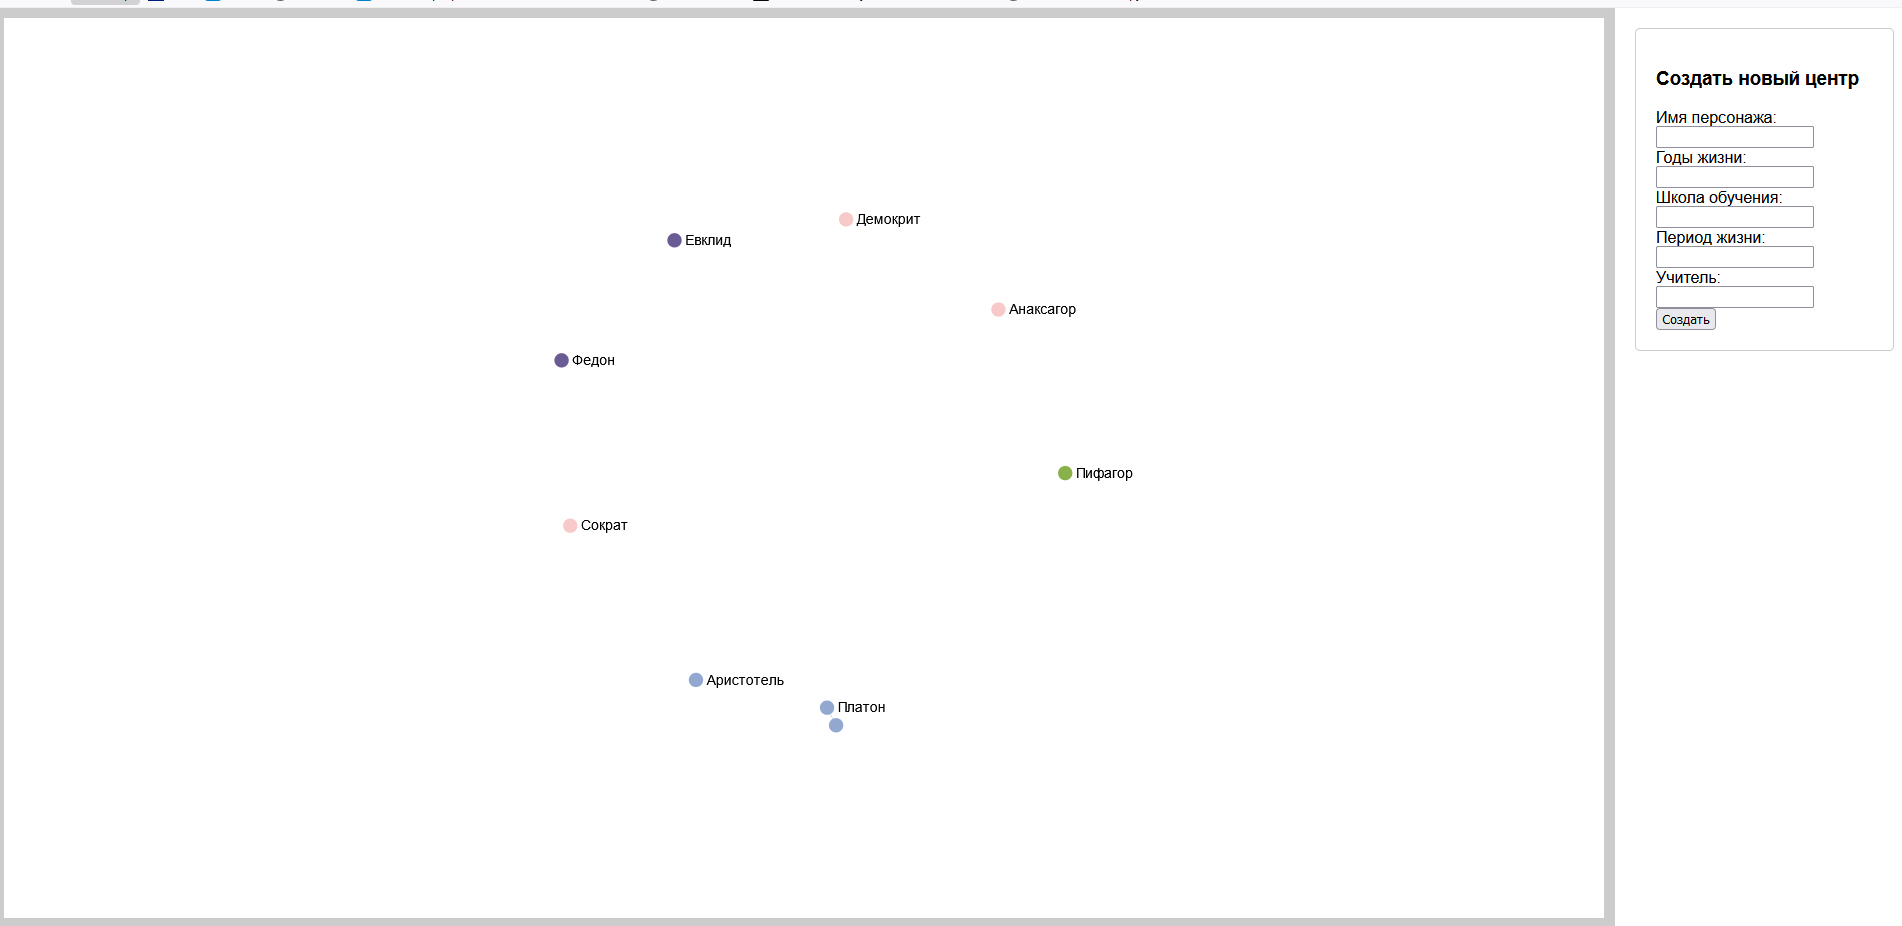 Создать новый центр
Имя персонажа:
Годы жизни:
Школа обучения:
Период жизни:
Учитель:
Создать
Демокрит
Евклид
Анаксагор
Федон
Пифагор
Сократ
Аристотель
Платон